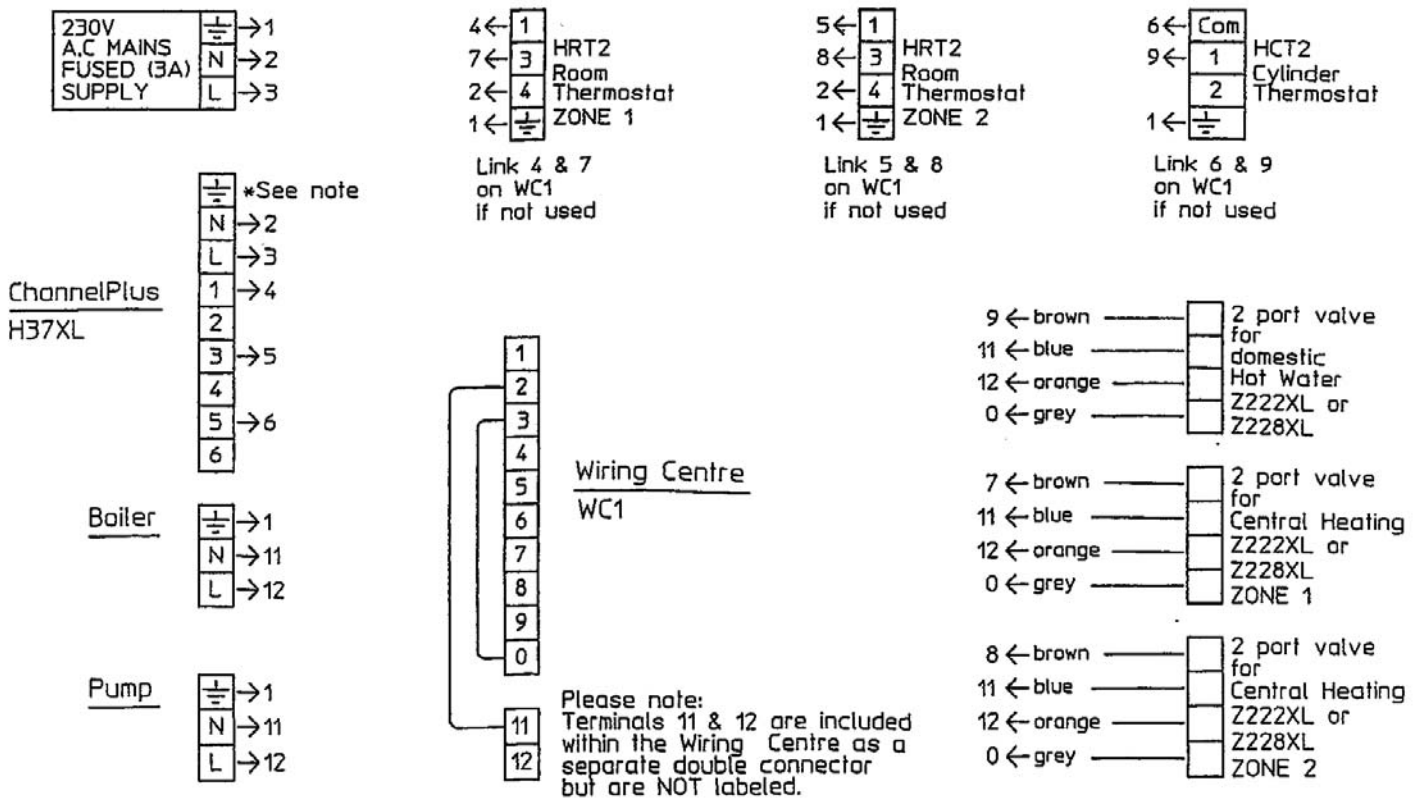 230V
A.C MAINS
FUSED (3A)
SUPPLY
→1
N →2
L →3
4← 1
7← 3
2← 4
1←
HRT2
Room
Thermostat
ZONE 1
Link 4 & 7
on WC1
if not used
5← 1
8← 3
2← 4
1←
HRT2
Room
Thermostat
ZONE 2
Link 5 & 8
on WC1
if not used
6← Com
9← 1
2
1←
HCT2
Cylinder
Thermostat
Link 6 & 9
on WC1
if not used
ChannelPlus
H37XL
*See note
N →2
L →3
1 →4
2
3 →5
4
5 →6
6
Boiler
→1
N →11
L →12
Pump
→1
N →11
L →12
1
2
3
4
5
6
7
8
9
0
11
12
Wiring Centre
WC1
Please note:
Terminals 11 & 12 are included
within the Wiring Centre as a
separate double connector
but are NOT labeled.
9 ← brown
11 ← blue
12 ← orange
0 ← grey
2 port valve
for
domestic
Hot Water
Z222XL or
Z228XL
7 ← brown
11 ← blue
12 ← orange
0 ← grey
2 port valve
for
Central Heating
Z222XL or
Z228XL
ZONE 1
8 ← brown
11 ← blue
12 ← orange
0 ← grey
2 port valve
for
Central Heating
Z222XL or
Z228XL
ZONE 2